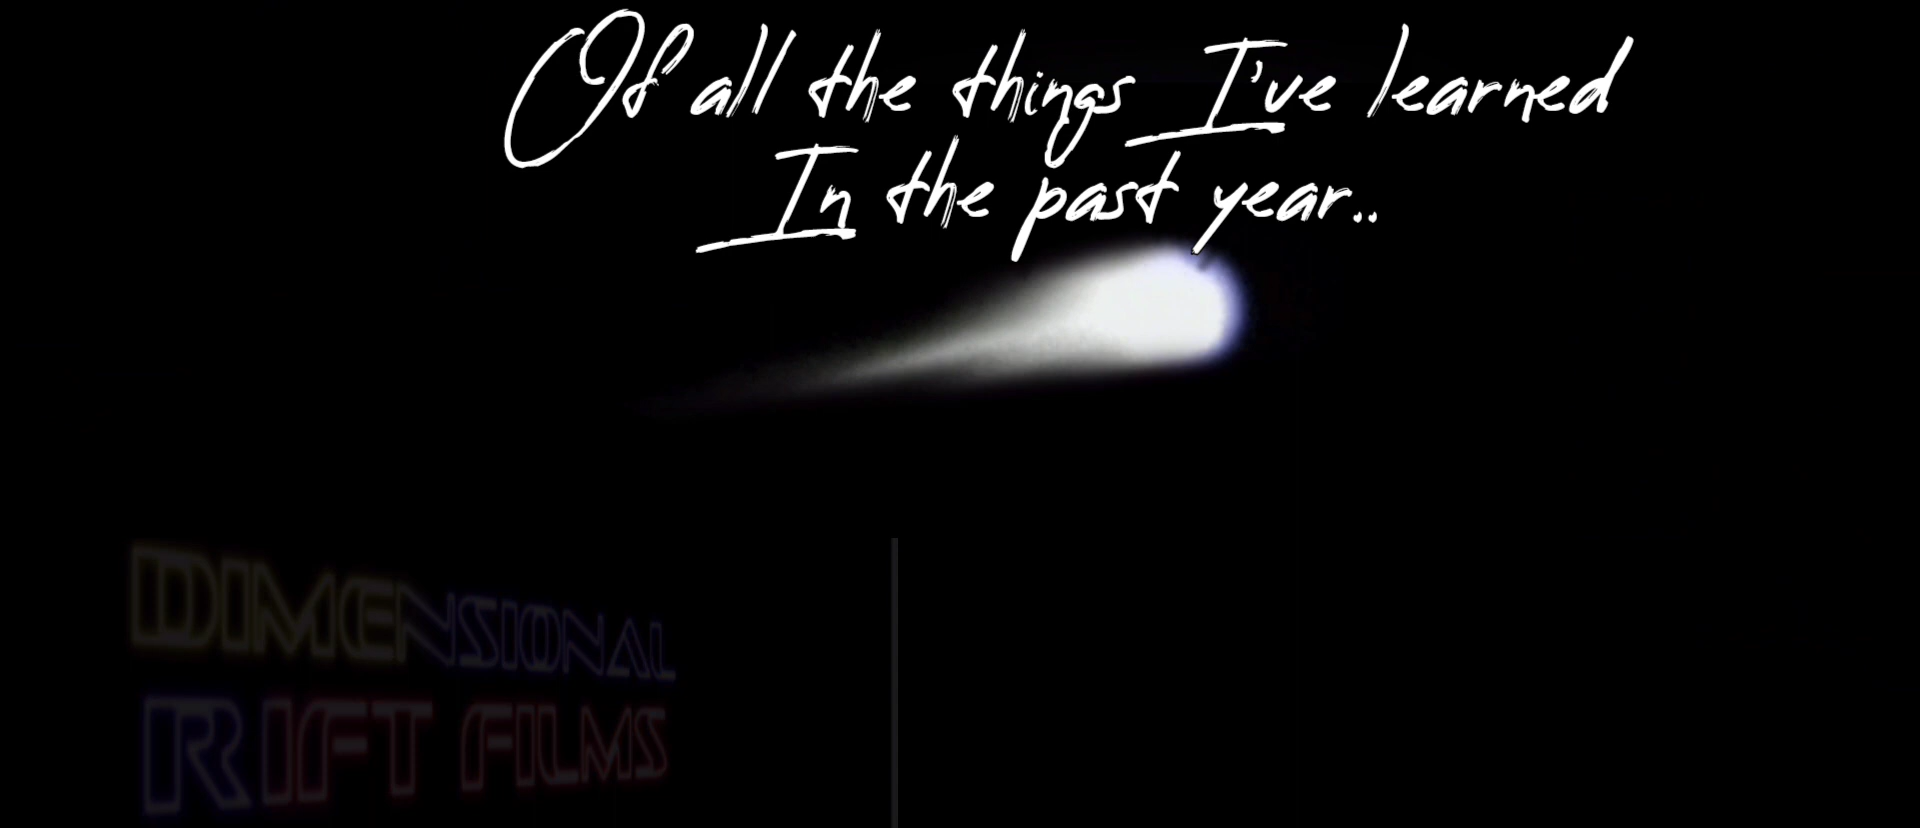 Of all the things I've learned
In the past year..
DIMENSIONAL
RIFT FILMS